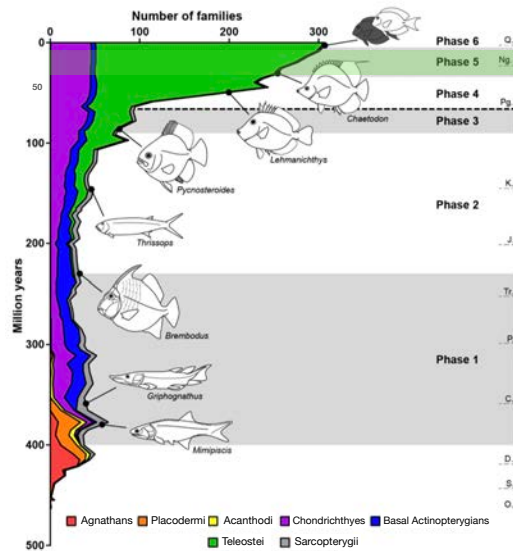 Number of families
0
100
200
300
Phase 6
Q.
Phase 5
Ng.
50
Phase 4
Pg.
Chaetodon
Phase 3
100
Lehmanichthys
Pycnosteroides
K.
Phase 2
Thrissops
200
J.
Million years
Tr.
Brembodus
300
P.
Phase 1
Griphognathus
C.
Mimipiscis
400
D.
S.
O.
500
Agnathans Placodermi Acanthodi Chondrichthyes Basal Actinopterygians
Teleostei Sarcopterygii